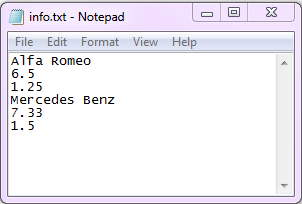 info.txt - Notepad
File Edit Format View Help
Alfa Romeo
6.5
1.25
Mercedes Benz
7.33
1.5